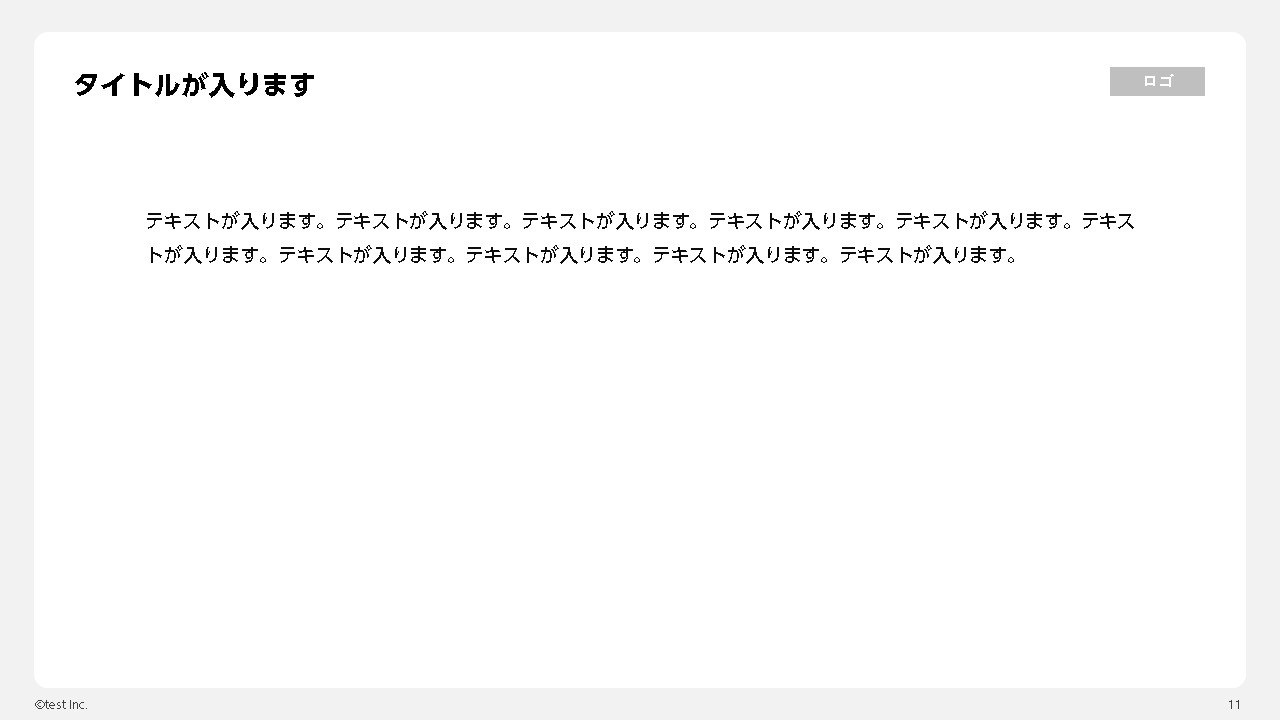 タイトルが入ります
ロゴ
テキストが入ります。テキストが入ります。テキストが入ります。テキストが入ります。テキストが入ります。テキス
トが入ります。テキストが入ります。テキストが入ります。テキストが入ります。テキストが入ります。
©test Inc.
11